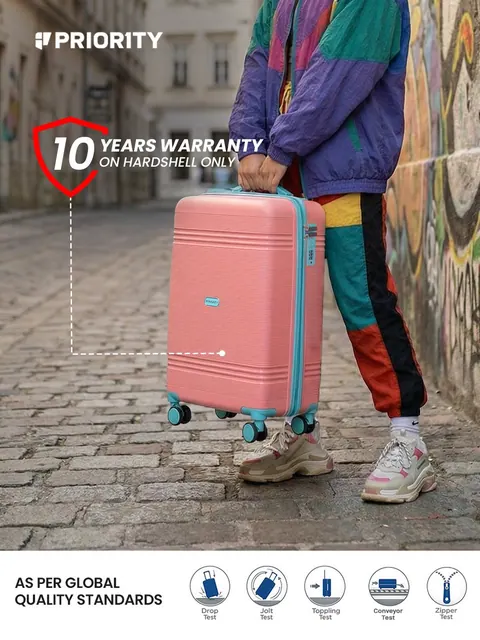 PRIOR1TY
10 YEARS WARRANTY
ON HARDSHELL ONLY
AS PER GLOBAL
QUALITY STANDARDS
Drop
Test
Jolt
Test
Toppling
Test
Conveyor
Test
Zipper
Test